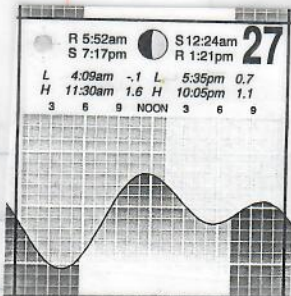 R 5:52am S 12:24am 27
S 7:17pm R 1:21pm
L 4:09am -.1 L 5:35pm 0.7
H 11:30am 1.6 H 10:05pm 1.1
3 6 9 NOON 3 6 9